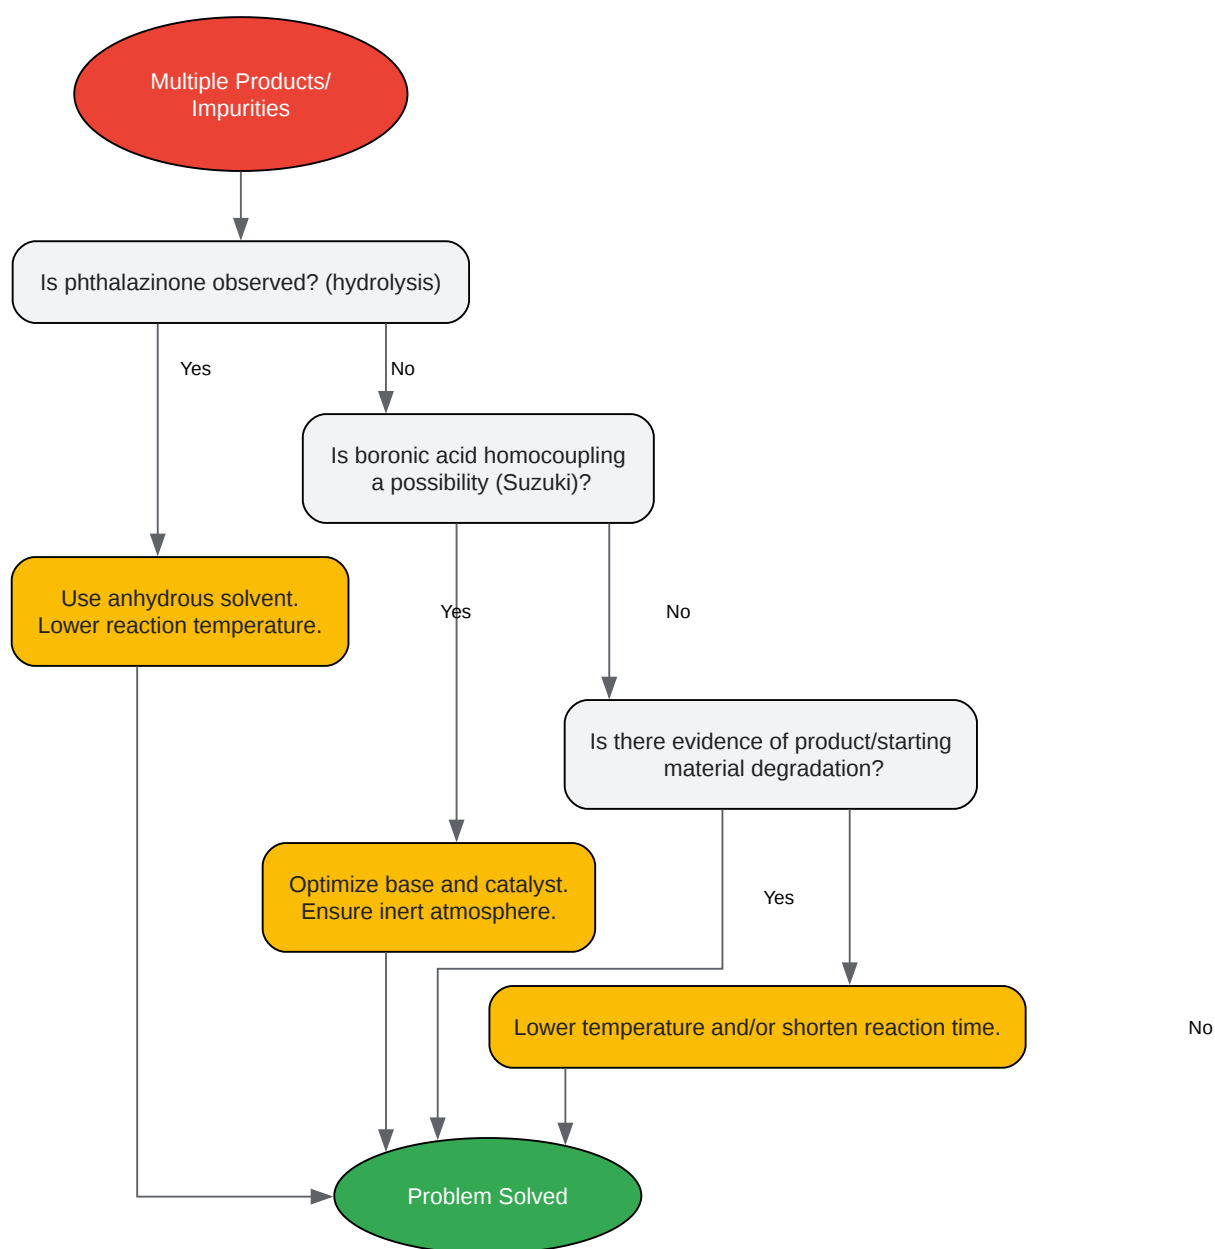 Multiple Products/
Impurities
Is phthalazinone observed? (hydrolysis)
Yes
No
Is boronic acid homocoupling
a possibility (Suzuki)?
Use anhydrous solvent.
Lower reaction temperature.
Yes
No
Is there evidence of product/starting
material degradation?
Optimize base and catalyst.
Ensure inert atmosphere.
Yes
Lower temperature and/or shorten reaction time.
No
Problem Solved